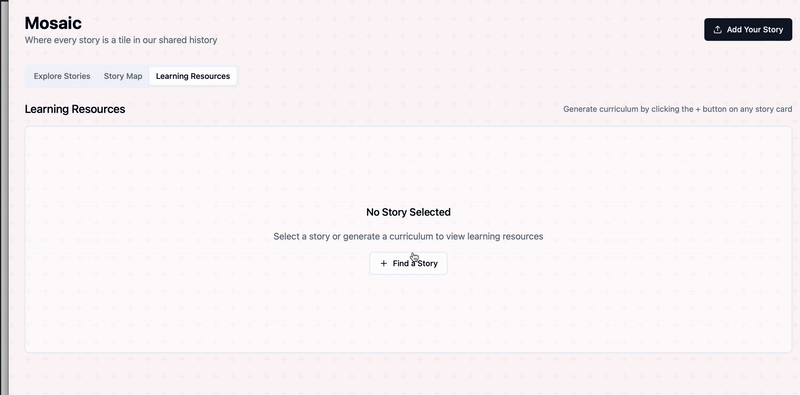 Mosaic
Where every story is a tile in our shared history
Add Your Story
Explore Stories Story Map Learning Resources
Learning Resources
Generate curriculum by clicking the + button on any story card
No Story Selected
Select a story or generate a curriculum to view learning resources
+ Find a Story